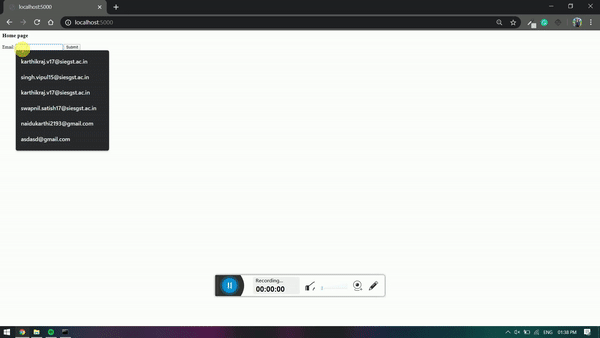 localhost:5000
localhost:5000
Home page
Email
Submit
karthikraj.v17@siesgst.ac.in
singh.vipul15@siesgst.ac.in
karthikraj.v17@siesgst.ac.in
swapnil.satish17@siesgst.ac.in
naidukarthi2193@gmail.com
asdasd@gmail.com
Recording...
00:00:00
ENG
01:38 PM